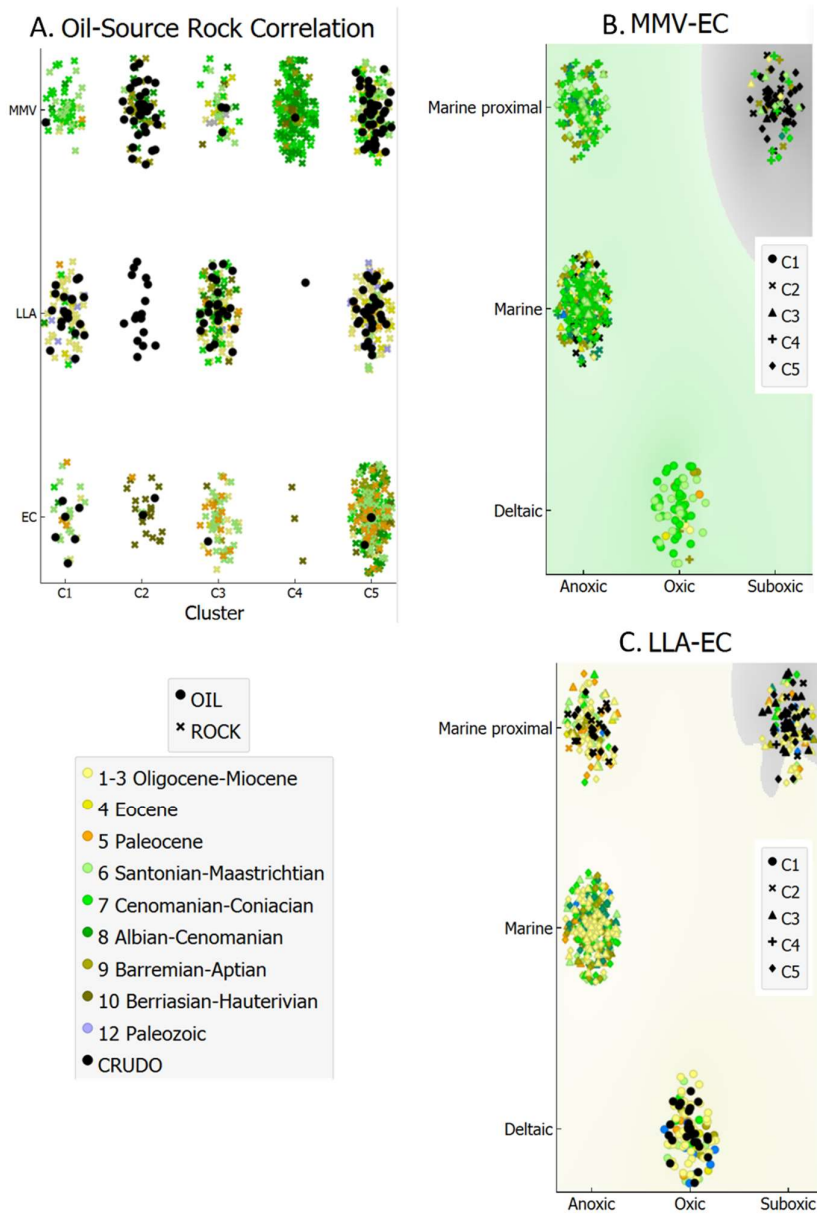 A. Oil-Source Rock Correlation
MMV
LLA
EC
C1 C2 C3 C4 C5
Cluster
OIL
ROCK
1-3 Oligocene-Miocene
4 Eocene
5 Paleocene
6 Santonian-Maastrichtian
7 Cenomanian-Coniacian
8 Albian-Cenomanian
9 Barremian-Aptian
10 Berriasian-Hauterivian
12 Paleozoic
CRUDO
B. MMV-EC
Marine proximal
Marine
Deltaic
C1
C2
C3
C4
C5
Anoxic Oxic Suboxic
C. LLA-EC
Marine proximal
Marine
Deltaic
C1
C2
C3
C4
C5
Anoxic Oxic Suboxic